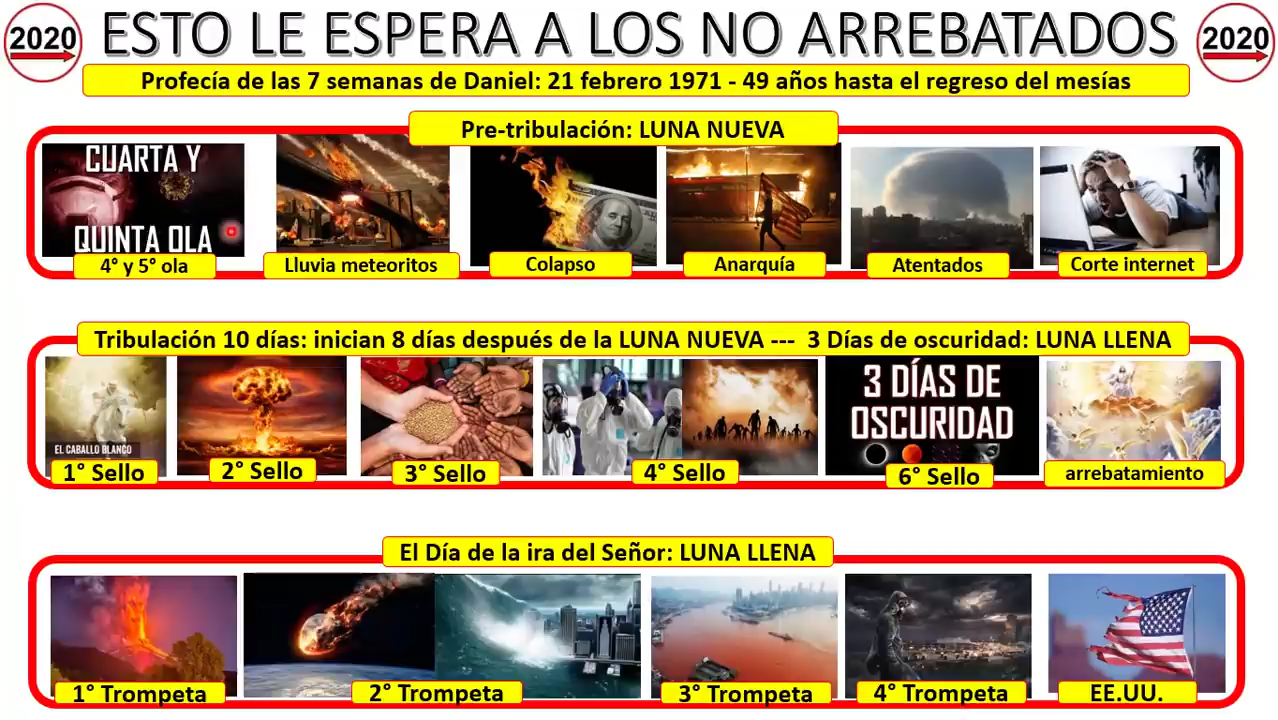 2020
ESTO LE ESPERA A LOS NO ARREBATADOS
2020
Profecía de las 7 semanas de Daniel: 21 febrero 1971 - 49 años hasta el regreso del mesías
Pre-tribulación: LUNA NUEVA
CUARTA Y
QUINTA OLA
4° y 5° ola
Lluvia meteoritos
Colapso
Anarquía
Atentados
Corte internet
Tribulación 10 días: inician 8 días después de la LUNA NUEVA --- 3 Días de oscuridad: LUNA LLENA
EL CABALLO BLANCO
3 DÍAS DE
OSCURIDAD
1° Sello
2° Sello
3° Sello
4° Sello
6° Sello
arrebatamiento
El Día de la ira del Señor: LUNA LLENA
1° Trompeta
2° Trompeta
3° Trompeta
4° Trompeta
EE.UU.